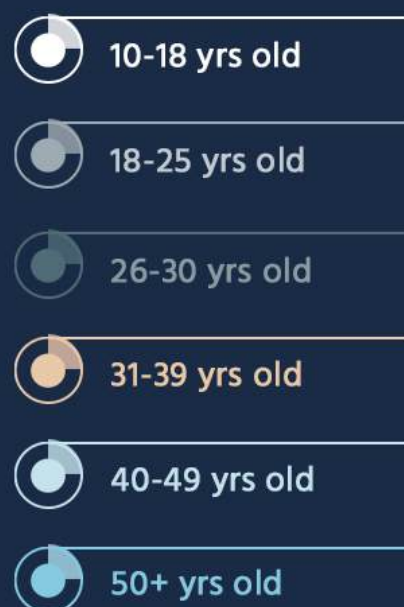 10-18 yrs old
18-25 yrs old
26-30 yrs old
31-39 yrs old
40-49 yrs old
50+ yrs old